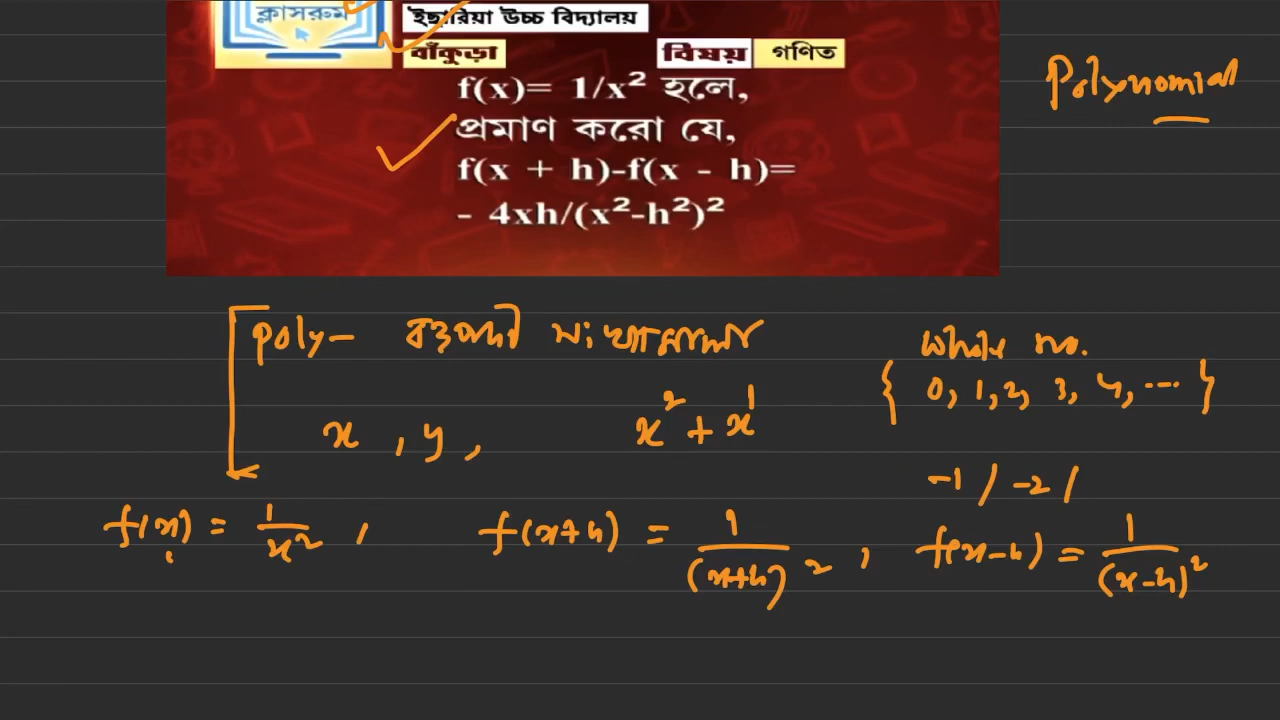 ক্লাসরুম
ইছারিয়া উচ্চ বিদ্যালয়
বাঁকুড়া বিষয় গণিত
f(x)= 1/x² হলে,
প্রমাণ করো যে,
f(x + h)-f(x - h)=
- 4xh/(x²-h²)²
Polynomial
Poly- বহুপদী সংখ্যামালা
whole no.
{ 0, 1, 2, 3, 4, ... }
x , y , x² + x¹
-1 / -2 /
f(x) = 1/x² , f(x+h) = 1/(x+h)² , f(x-h) = 1/(x-h)²